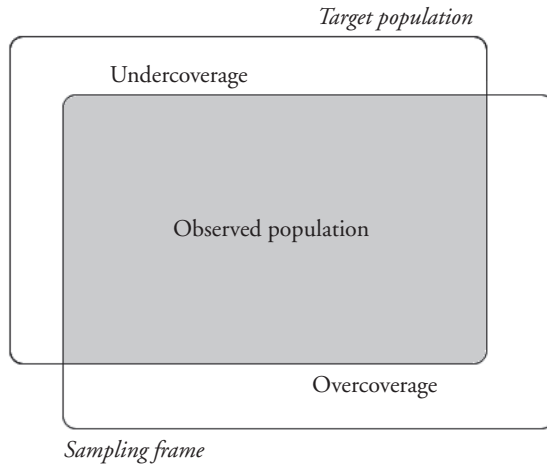 Target population
Undercoverage
Observed population
Overcoverage
Sampling frame